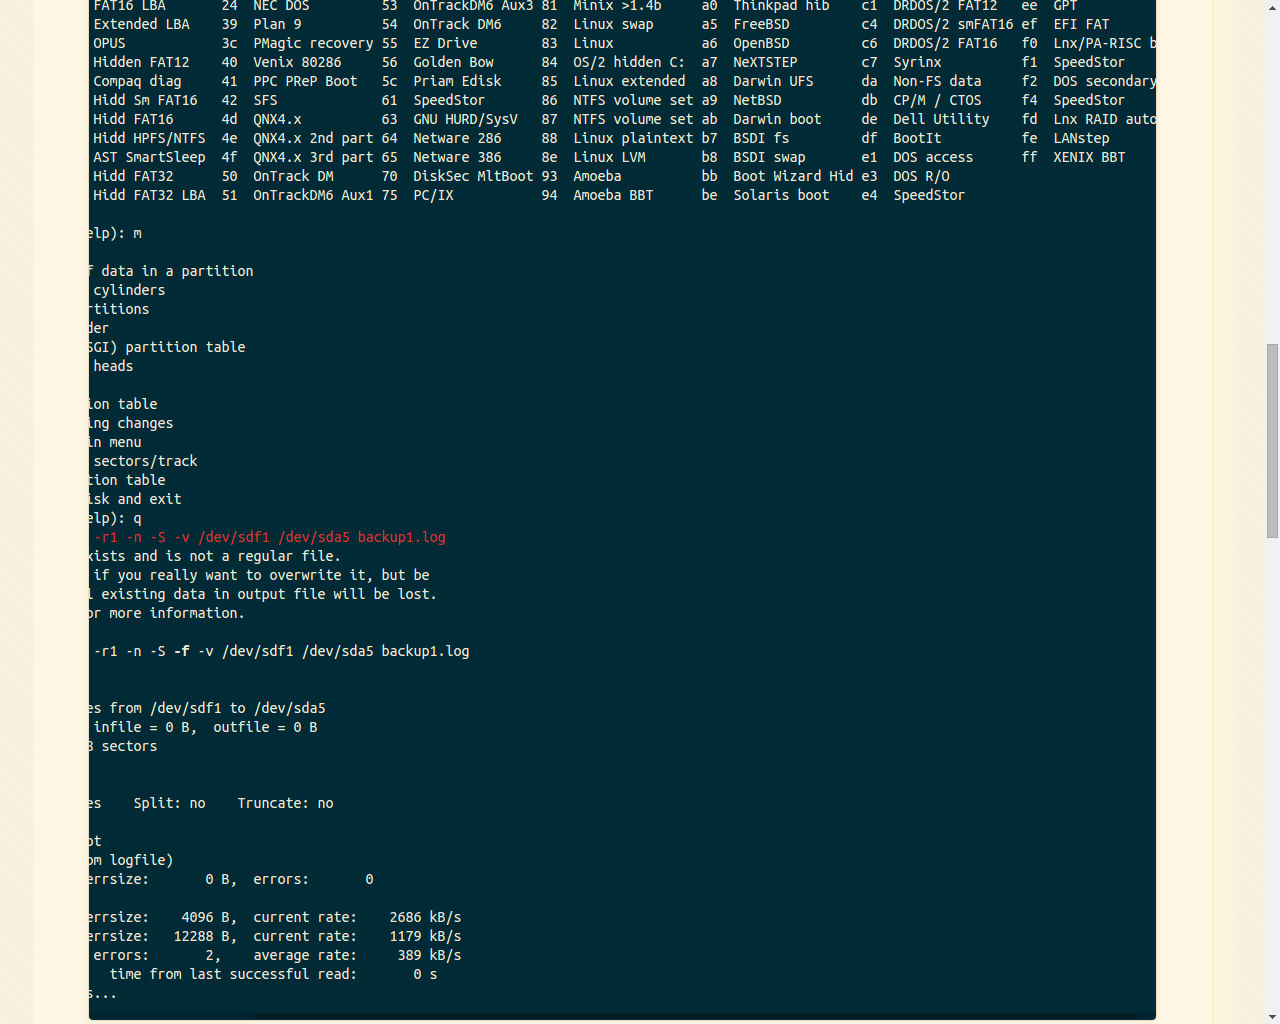 FAT16 LBA 24 NEC DOS 53 OnTrackDM6 Aux3 81 Minix >1.4b a0 Thinkpad hib c1 DRDOS/2 FAT12 ee GPT
Extended LBA 39 Plan 9 54 OnTrack DM6 82 Linux swap a5 FreeBSD c4 DRDOS/2 smFAT16 ef EFI FAT
OPUS 3c PMagic recovery 55 EZ Drive 83 Linux a6 OpenBSD c6 DRDOS/2 FAT16 f0 Lnx/PA-RISC b
Hidden FAT12 40 Venix 80286 56 Golden Bow 84 OS/2 hidden C: a7 NeXTSTEP c7 Syrinx f1 SpeedStor
Compaq diag 41 PPC PReP Boot 5c Priam Edisk 85 Linux extended a8 Darwin UFS da Non-FS data f2 DOS secondary
Hidd Sm FAT16 42 SFS 61 SpeedStor 86 NTFS volume set a9 NetBSD db CP/M / CTOS f4 SpeedStor
Hidd FAT16 4d QNX4.x 63 GNU HURD/SysV 87 NTFS volume set ab Darwin boot de Dell Utility fd Lnx RAID auto
Hidd HPFS/NTFS 4e QNX4.x 2nd part 64 Netware 286 88 Linux plaintext b7 BSDI fs df BootIt fe LANstep
AST SmartSleep 4f QNX4.x 3rd part 65 Netware 386 8e Linux LVM b8 BSDI swap e1 DOS access ff XENIX BBT
Hidd FAT32 50 OnTrack DM 70 DiskSec MltBoot 93 Amoeba bb Boot Wizard Hid e3 DOS R/O
Hidd FAT32 LBA 51 OnTrackDM6 Aux1 75 PC/IX 94 Amoeba BBT be Solaris boot e4 SpeedStor
elp): m
f data in a partition
cylinders
rtitions
der
SGI) partition table
heads
ion table
ing changes
in menu
sectors/track
tion table
isk and exit
elp): q
-r1 -n -S -v /dev/sdf1 /dev/sda5 backup1.log
xists and is not a regular file.
if you really want to overwrite it, but be
l existing data in output file will be lost.
or more information.
-r1 -n -S -f -v /dev/sdf1 /dev/sda5 backup1.log
es from /dev/sdf1 to /dev/sda5
infile = 0 B, outfile = 0 B
8 sectors
es Split: no Truncate: no
pt
om logfile)
errsize: 0 B, errors: 0
errsize: 4096 B, current rate: 2686 kB/s
errsize: 12288 B, current rate: 1179 kB/s
errors: 2, average rate: 389 kB/s
time from last successful read: 0 s
s...